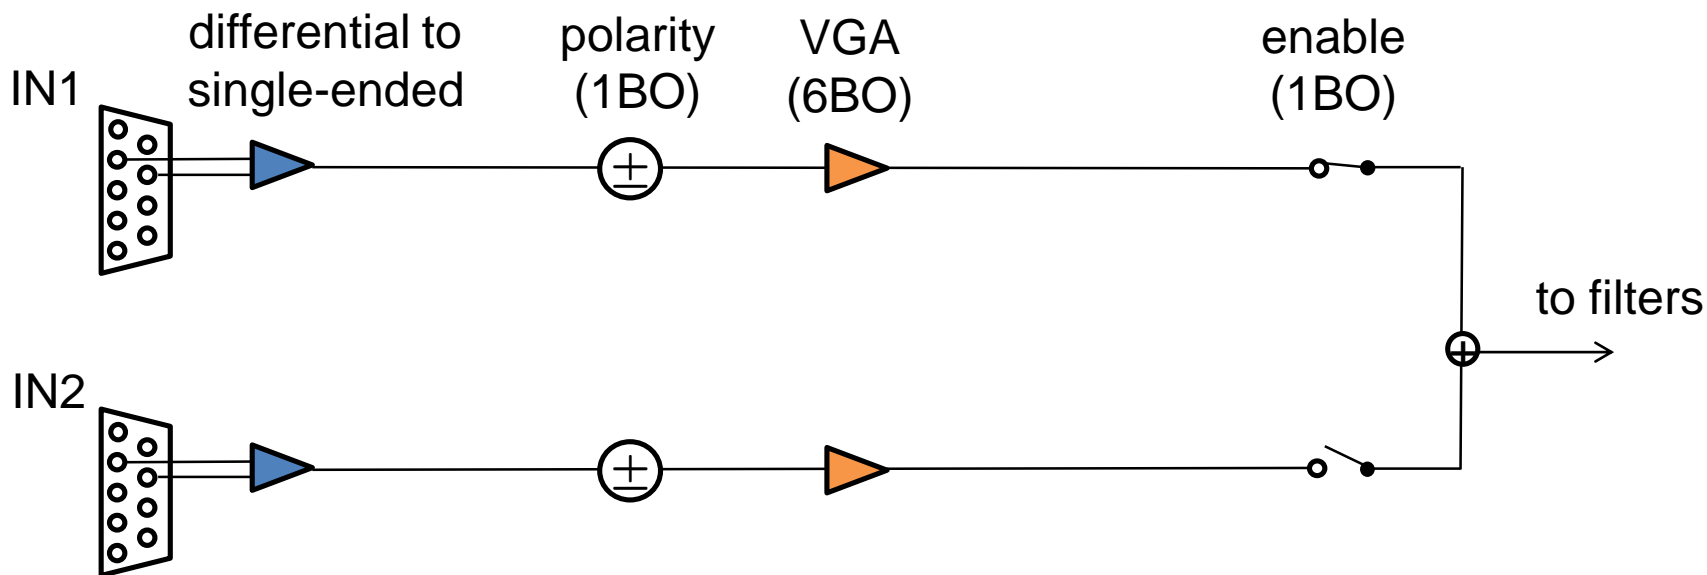 differential to
single-ended
polarity
(1BO)
VGA
(6BO)
enable
(1BO)
IN1
to filters
IN2